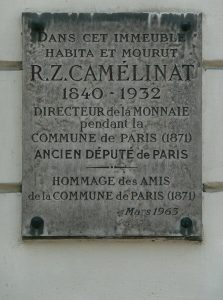 DANS CET IMMEUBLE
HABITA ET MOURUT
R.Z. CAMÉLINAT
1840 - 1932
DIRECTEUR de la MONNAIE
pendant la
COMMUNE de PARIS (1871)
ANCIEN DÉPUTÉ de PARIS
HOMMAGE des AMIS
de la COMMUNE de PARIS (1871)
Mars 1963